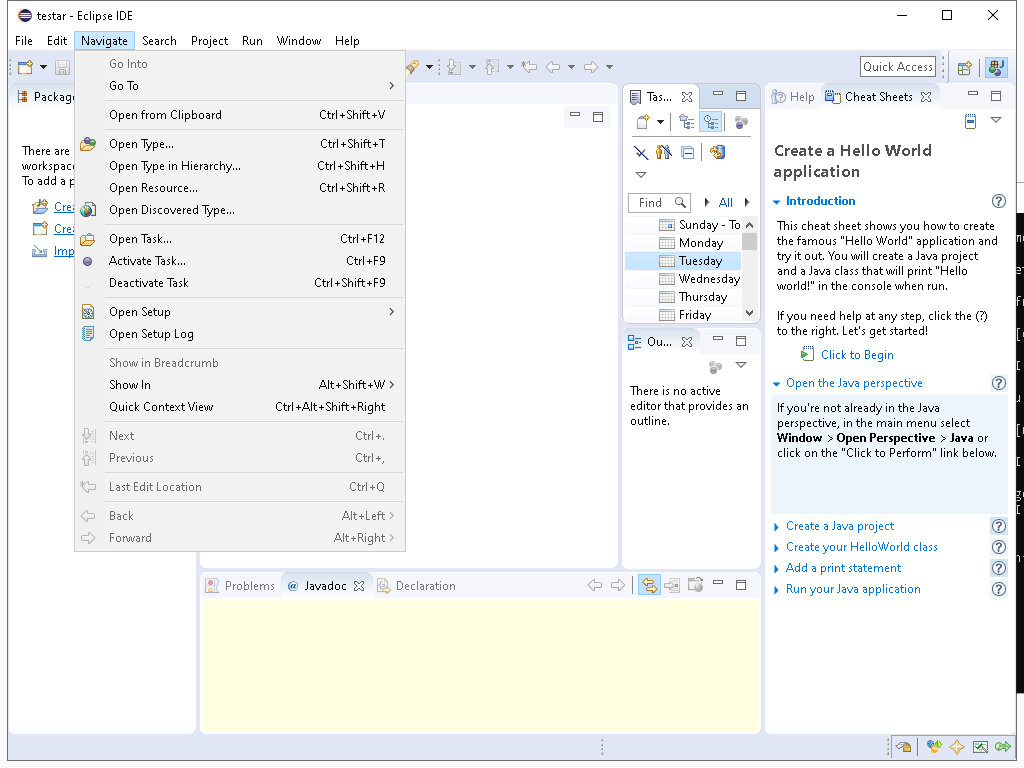 testar - Eclipse IDE
File Edit Navigate Search Project Run Window Help
Quick Access
Go Into
Go To
Open from Clipboard Ctrl+Shift+V
Open Type... Ctrl+Shift+T
Open Type in Hierarchy... Ctrl+Shift+H
Open Resource... Ctrl+Shift+R
Open Discovered Type...
Open Task... Ctrl+F12
Activate Task... Ctrl+F9
Deactivate Task Ctrl+Shift+F9
Open Setup
Open Setup Log
Show in Breadcrumb
Show In Alt+Shift+W
Quick Context View Ctrl+Alt+Shift+Right
Next Ctrl+.
Previous Ctrl+,
Last Edit Location Ctrl+Q
Back Alt+Left
Forward Alt+Right
Packag
There are
workspac
To add a p
Cre
Cre
Imp
Tas...
Find
All
Sunday - To
Monday
Tuesday
Wednesday
Thursday
Friday
Ou...
There is no active
editor that provides an
outline.
Help Cheat Sheets
Create a Hello World
application
Introduction
This cheat sheet shows you how to create
the famous "Hello World" application and
try it out. You will create a Java project
and a Java class that will print "Hello
world!" in the console when run.
If you need help at any step, click the (?)
to the right. Let's get started!
Click to Begin
Open the Java perspective
If you're not already in the Java
perspective, in the main menu select
Window > Open Perspective > Java or
click on the "Click to Perform" link below.
Create a Java project
Create your HelloWorld class
Add a print statement
Run your Java application
Problems @ Javadoc Declaration